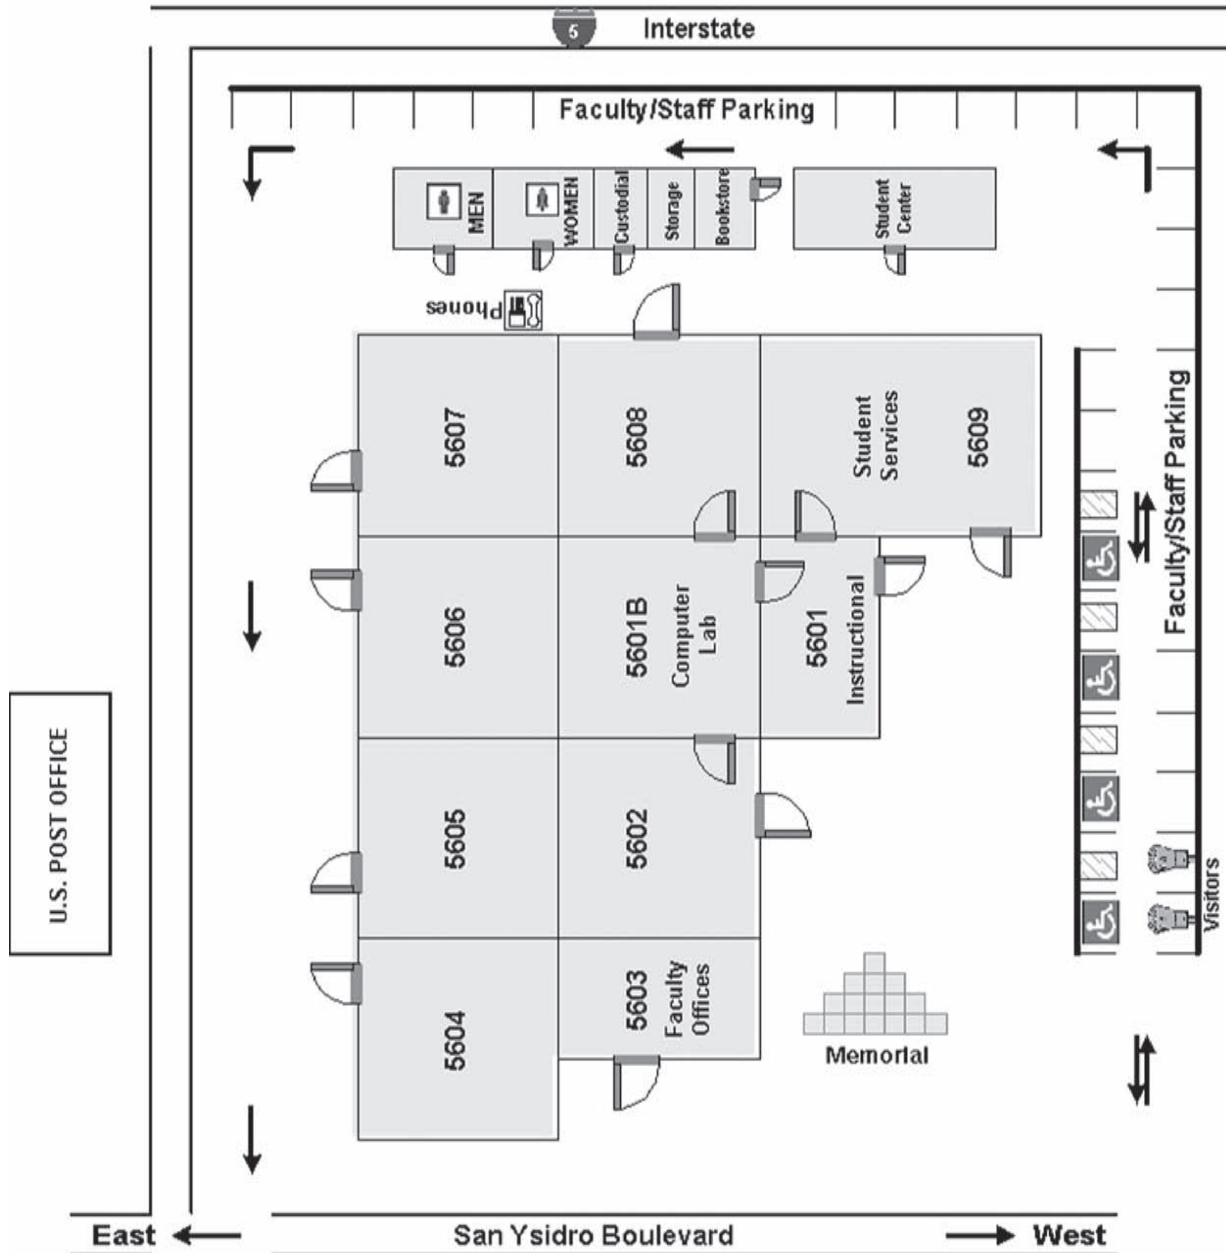 5
Interstate
Faculty/Staff Parking
MEN
WOMEN
Custodial
Storage
Bookstore
Student
Center
Phones
5607
5608
Student
Services
5609
Faculty/Staff Parking
5606
5601B
Computer
Lab
5601
Instructional
U.S. POST OFFICE
5605
5602
Visitors
5604
5603
Faculty
Offices
Memorial
East
San Ysidro Boulevard
West